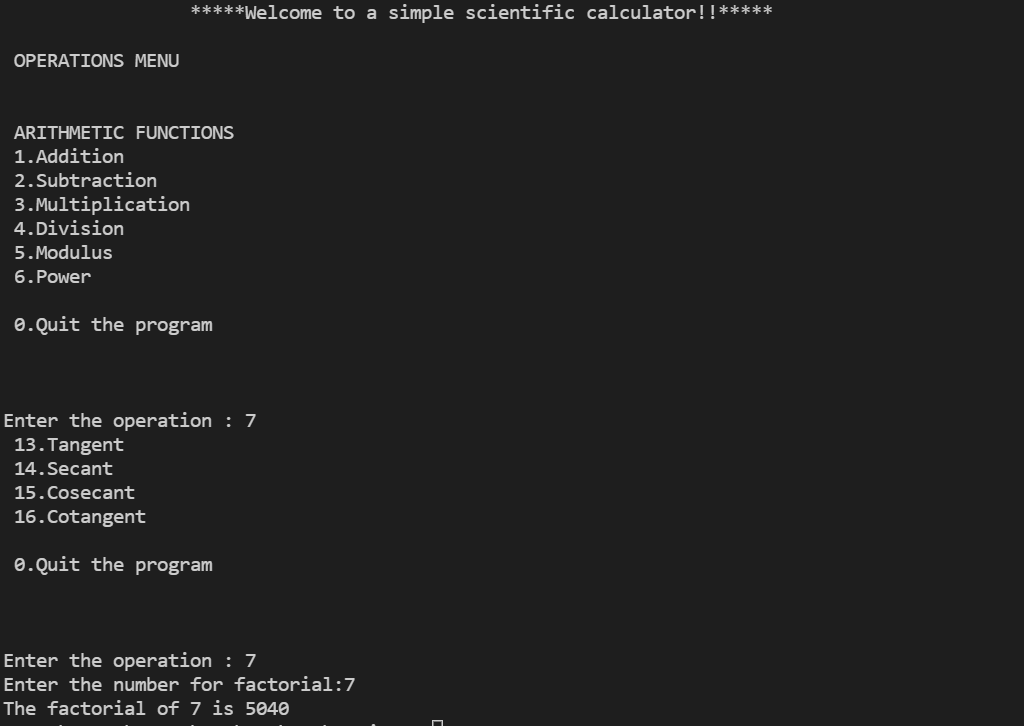 *****Welcome to a simple scientific calculator!!*****
OPERATIONS MENU
ARITHMETIC FUNCTIONS
1.Addition
2.Subtraction
3.Multiplication
4.Division
5.Modulus
6.Power
0.Quit the program
Enter the operation : 7
13.Tangent
14.Secant
15.Cosecant
16.Cotangent
0.Quit the program
Enter the operation : 7
Enter the number for factorial:7
The factorial of 7 is 5040